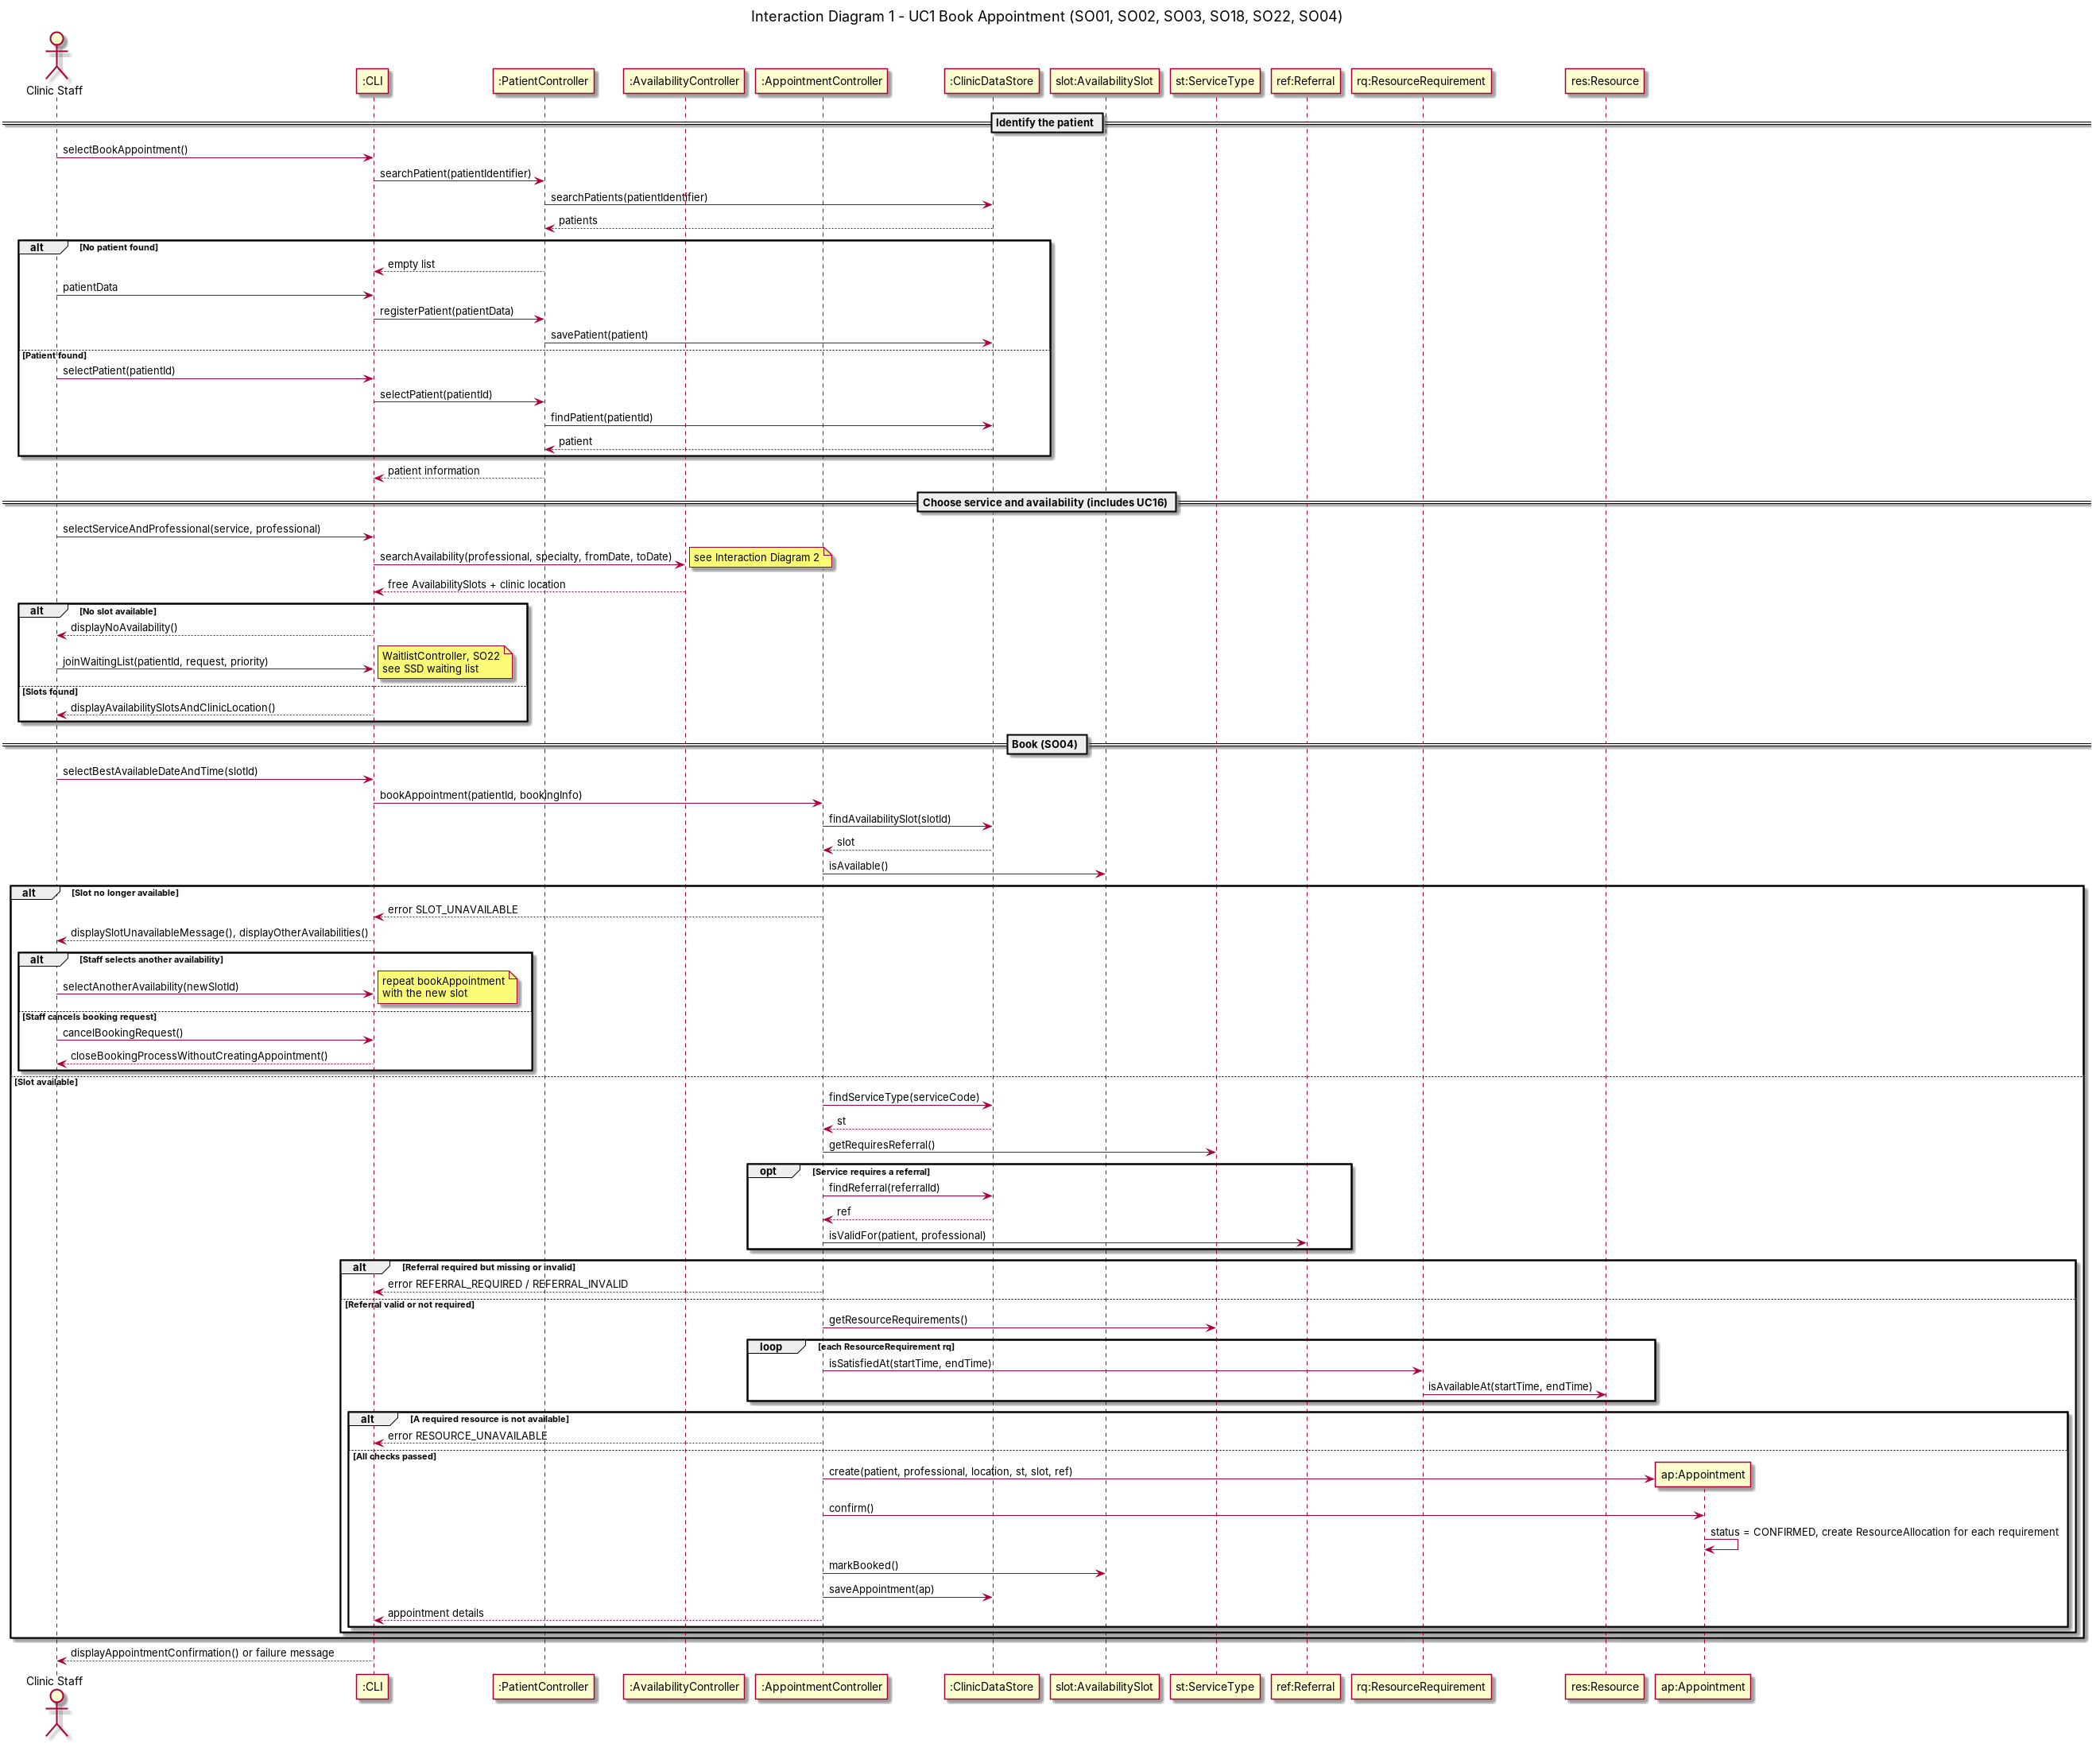 Interaction Diagram 1 - UC1 Book Appointment (SO01, SO02, SO03, SO18, SO22, SO04)
Clinic Staff
:CLI
:PatientController
:AvailabilityController
:AppointmentController
:ClinicDataStore
slot:AvailabilitySlot
st:ServiceType
ref:Referral
rq:ResourceRequirement
res:Resource
Identify the patient
selectBookAppointment()
searchPatient(patientIdentifier)
searchPatients(patientIdentifier)
patients
alt [No patient found]
empty list
patientData
registerPatient(patientData)
savePatient(patient)
[Patient found]
selectPatient(patientId)
selectPatient(patientId)
findPatient(patientId)
patient
patient information
Choose service and availability (includes UC16)
selectServiceAndProfessional(service, professional)
searchAvailability(professional, specialty, fromDate, toDate)
see Interaction Diagram 2
free AvailabilitySlots + clinic location
alt [No slot available]
displayNoAvailability()
joinWaitingList(patientId, request, priority)
WaitlistController, SO22
see SSD waiting list
[Slots found]
displayAvailabilitySlotsAndClinicLocation()
Book (SO04)
selectBestAvailableDateAndTime(slotId)
bookAppointment(patientId, bookingInfo)
findAvailabilitySlot(slotId)
slot
isAvailable()
alt [Slot no longer available]
error SLOT_UNAVAILABLE
displaySlotUnavailableMessage(), displayOtherAvailabilities()
alt [Staff selects another availability]
selectAnotherAvailability(newSlotId)
repeat bookAppointment
with the new slot
[Staff cancels booking request]
cancelBookingRequest()
closeBookingProcessWithoutCreatingAppointment()
[Slot available]
findServiceType(serviceCode)
st
getRequiresReferral()
opt [Service requires a referral]
findReferral(referralId)
ref
isValidFor(patient, professional)
alt [Referral required but missing or invalid]
error REFERRAL_REQUIRED / REFERRAL_INVALID
[Referral valid or not required]
getResourceRequirements()
loop [each ResourceRequirement rq]
isSatisfiedAt(startTime, endTime)
isAvailableAt(startTime, endTime)
alt [A required resource is not available]
error RESOURCE_UNAVAILABLE
[All checks passed]
create(patient, professional, location, st, slot, ref)
ap:Appointment
confirm()
status = CONFIRMED, create ResourceAllocation for each requirement
markBooked()
saveAppointment(ap)
appointment details
displayAppointmentConfirmation() or failure message
Clinic Staff
:CLI
:PatientController
:AvailabilityController
:AppointmentController
:ClinicDataStore
slot:AvailabilitySlot
st:ServiceType
ref:Referral
rq:ResourceRequirement
res:Resource
ap:Appointment